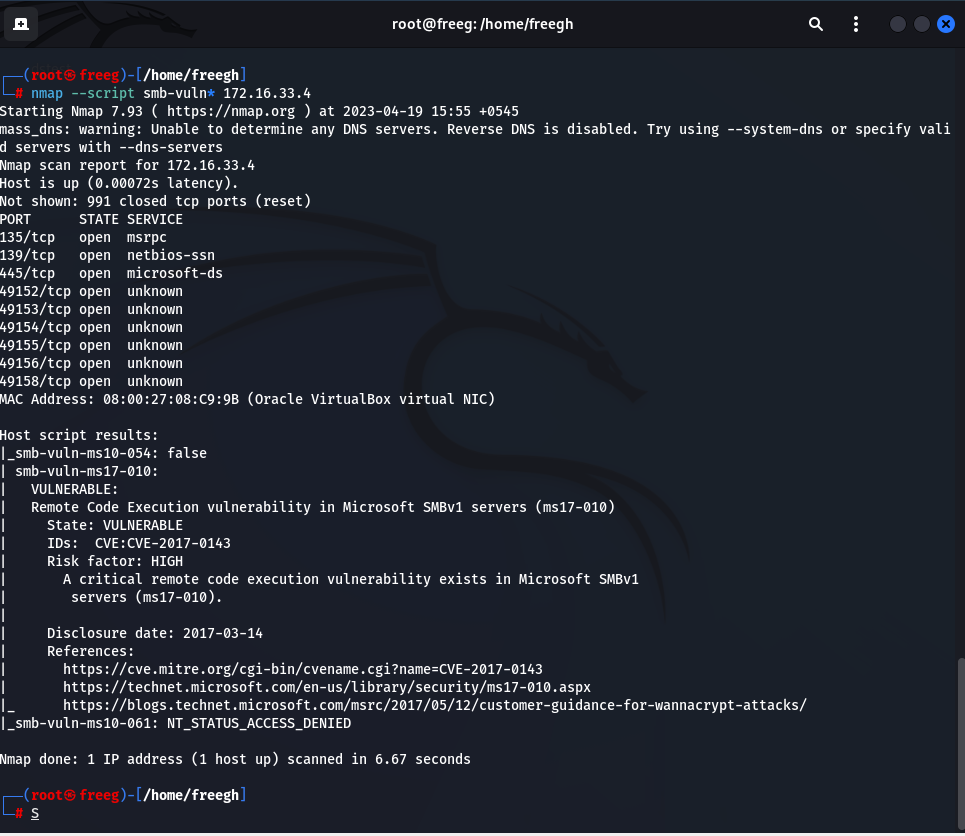 root@freeg: /home/freegh
┌──(root㉿freeg)-[/home/freegh]
└─# nmap --script smb-vuln* 172.16.33.4
Starting Nmap 7.93 ( https://nmap.org ) at 2023-04-19 15:55 +0545
mass_dns: warning: Unable to determine any DNS servers. Reverse DNS is disabled. Try using --system-dns or specify vali
d servers with --dns-servers
Nmap scan report for 172.16.33.4
Host is up (0.00072s latency).
Not shown: 991 closed tcp ports (reset)
PORT      STATE SERVICE
135/tcp   open  msrpc
139/tcp   open  netbios-ssn
445/tcp   open  microsoft-ds
49152/tcp open  unknown
49153/tcp open  unknown
49154/tcp open  unknown
49155/tcp open  unknown
49156/tcp open  unknown
49158/tcp open  unknown
MAC Address: 08:00:27:08:C9:9B (Oracle VirtualBox virtual NIC)

Host script results:
|_smb-vuln-ms10-054: false
| smb-vuln-ms17-010:
|   VULNERABLE:
|   Remote Code Execution vulnerability in Microsoft SMBv1 servers (ms17-010)
|     State: VULNERABLE
|     IDs:  CVE:CVE-2017-0143
|     Risk factor: HIGH
|       A critical remote code execution vulnerability exists in Microsoft SMBv1
|        servers (ms17-010).
|
|     Disclosure date: 2017-03-14
|     References:
|       https://cve.mitre.org/cgi-bin/cvename.cgi?name=CVE-2017-0143
|       https://technet.microsoft.com/en-us/library/security/ms17-010.aspx
|_      https://blogs.technet.microsoft.com/msrc/2017/05/12/customer-guidance-for-wannacrypt-attacks/
|_smb-vuln-ms10-061: NT_STATUS_ACCESS_DENIED

Nmap done: 1 IP address (1 host up) scanned in 6.67 seconds

┌──(root㉿freeg)-[/home/freegh]
└─# S